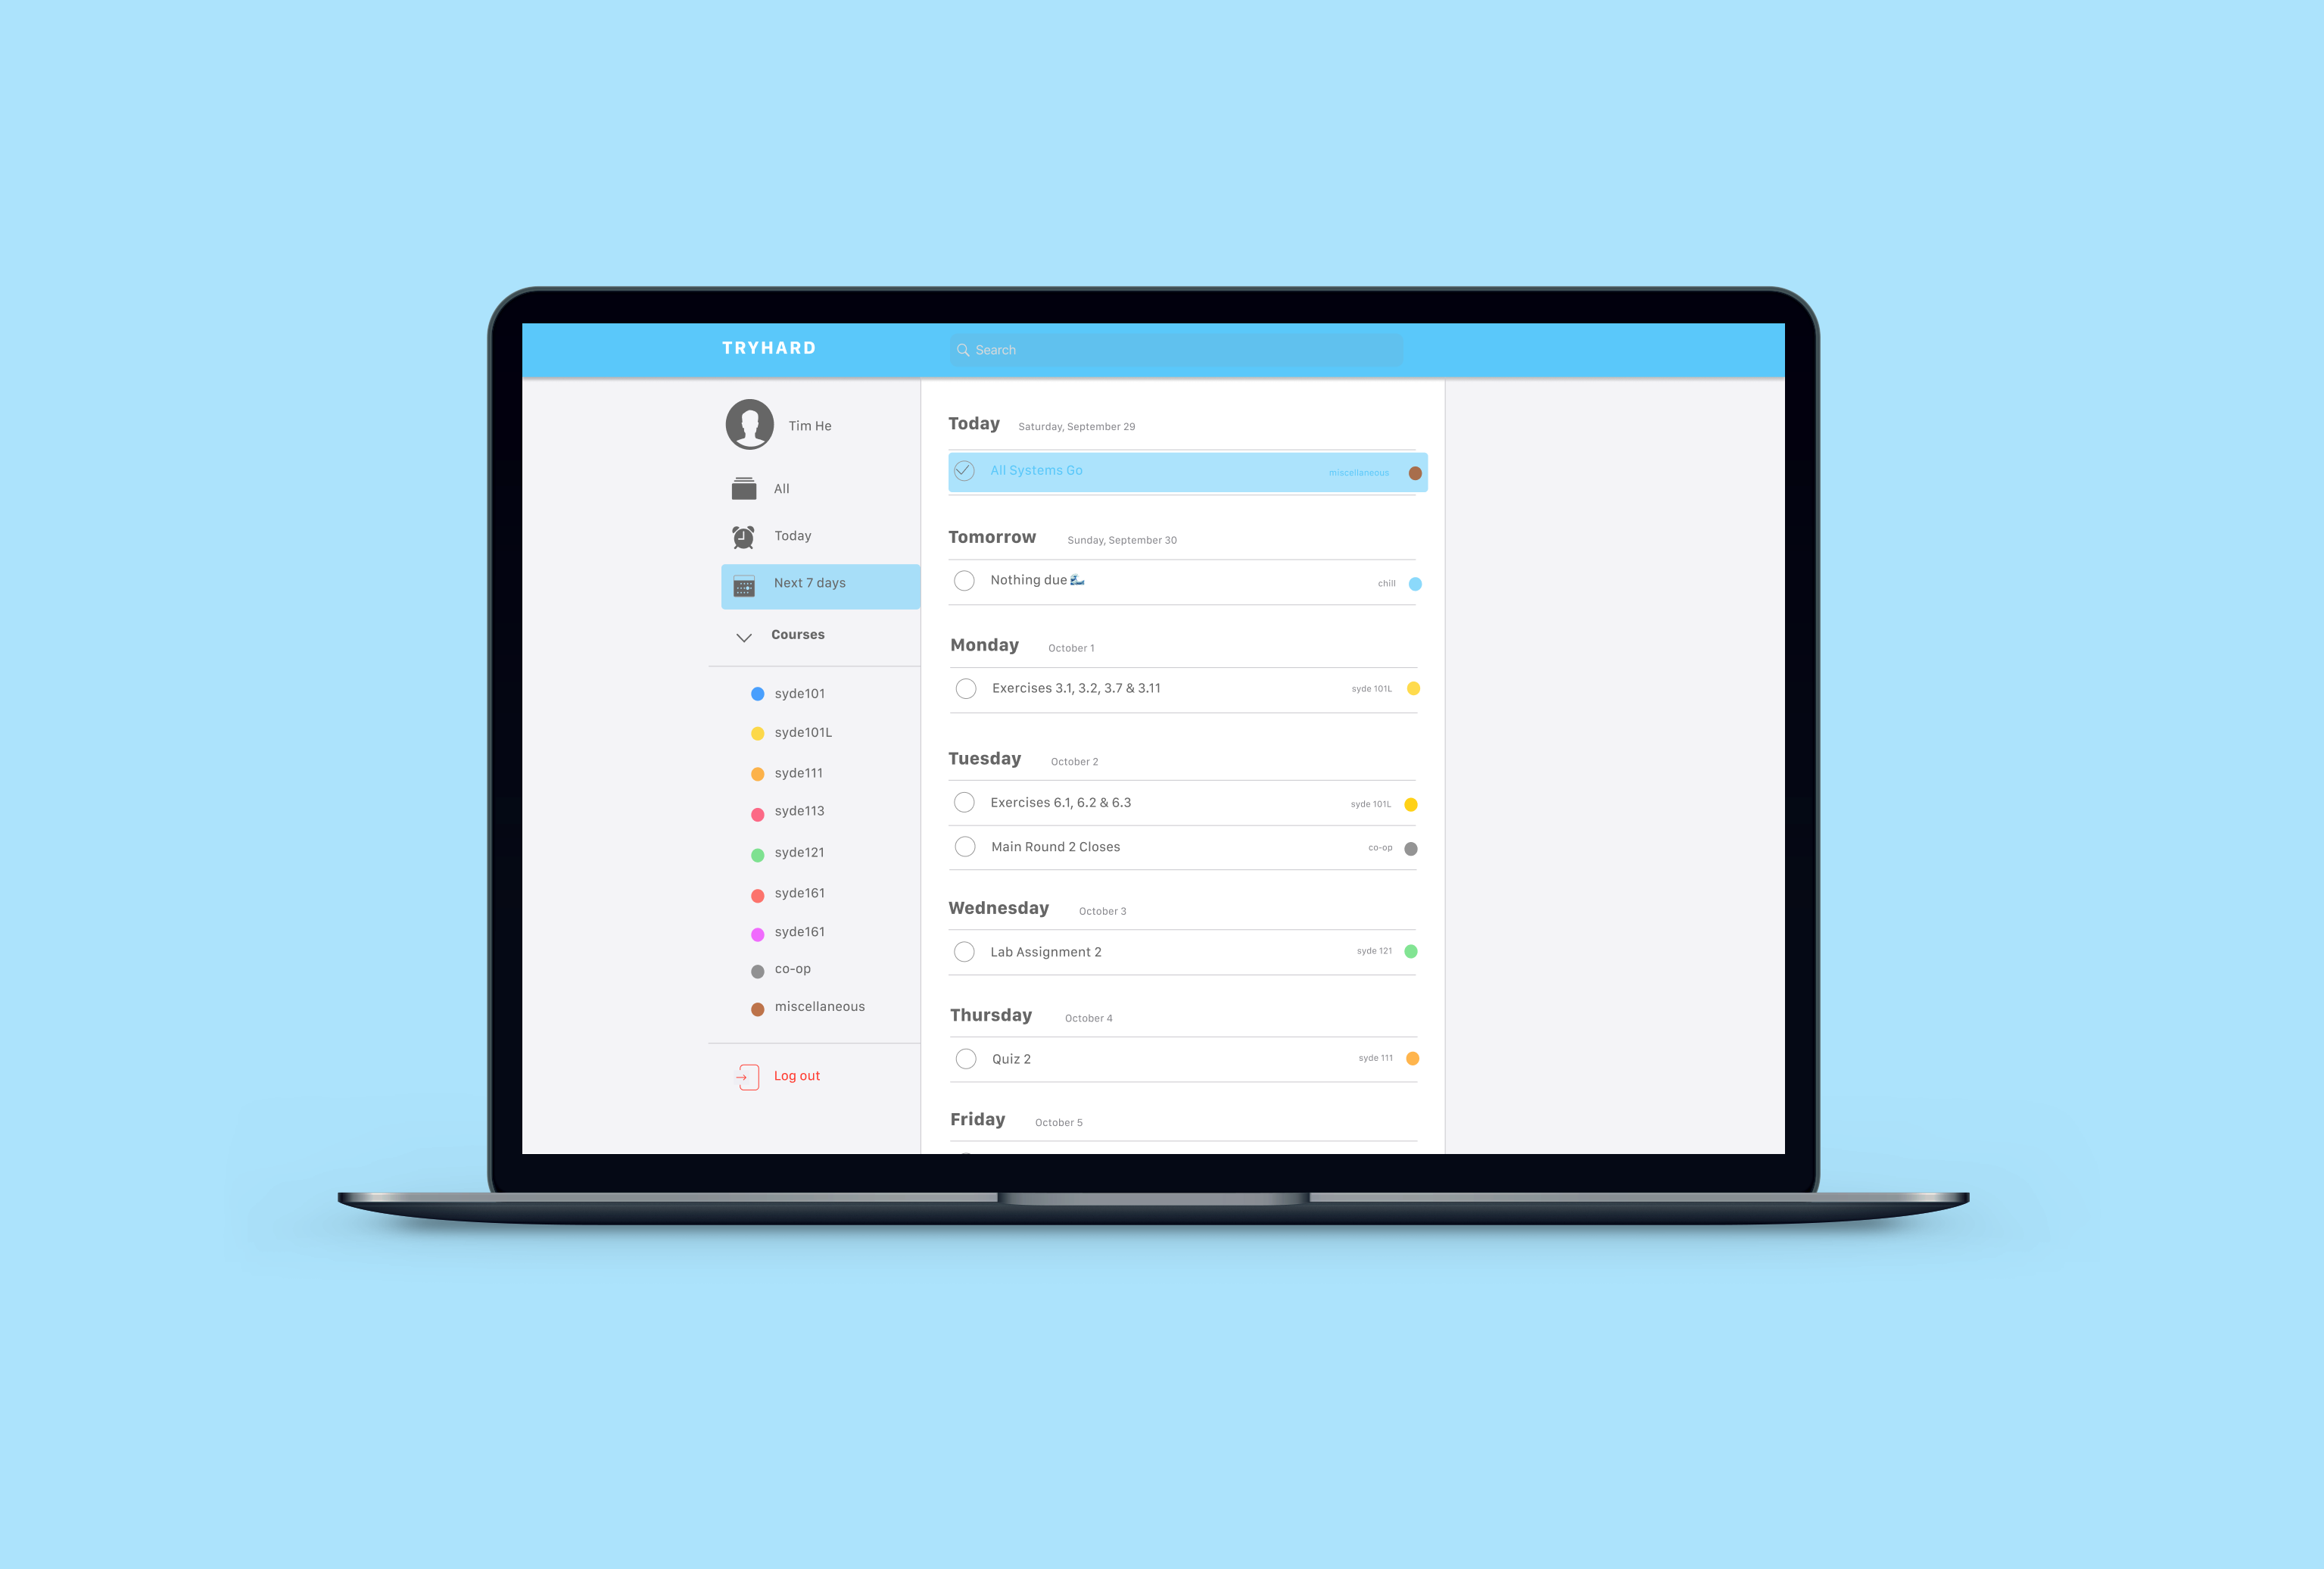 TRYHARD
Search
Tim He
All
Today
Next 7 days
Courses
syde101
syde101L
syde111
syde113
syde121
syde161
syde161
co-op
miscellaneous
Log out
Today Saturday, September 29
All Systems Go miscellaneous
Tomorrow Sunday, September 30
Nothing due🌊 chill
Monday October 1
Exercises 3.1, 3.2, 3.7 & 3.11 syde 101L
Tuesday October 2
Exercises 6.1, 6.2 & 6.3 syde 101L
Main Round 2 Closes co-op
Wednesday October 3
Lab Assignment 2 syde 121
Thursday October 4
Quiz 2 syde 111
Friday October 5